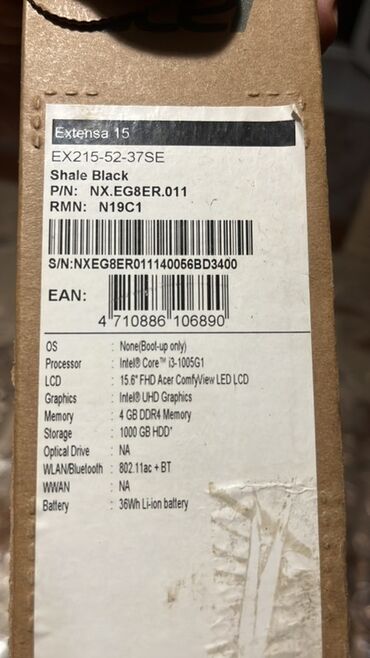 Extensa 15
EX215-52-37SE
Shale Black
P/N: NX.EG8ER.011
RMN: N19C1
S/N:NXEG8ER011140056BD3400
EAN:
4 710886 106890
OS : None(Boot-up only)
Processor : Intel® Core™ i3-1005G1
LCD : 15.6" FHD Acer ComfyView LED LCD
Graphics : Intel® UHD Graphics
Memory : 4 GB DDR4 Memory
Storage : 1000 GB HDD*
Optical Drive : NA
WLAN/Bluetooth : 802.11ac + BT
WWAN : NA
Battery : 36Wh Li-ion battery